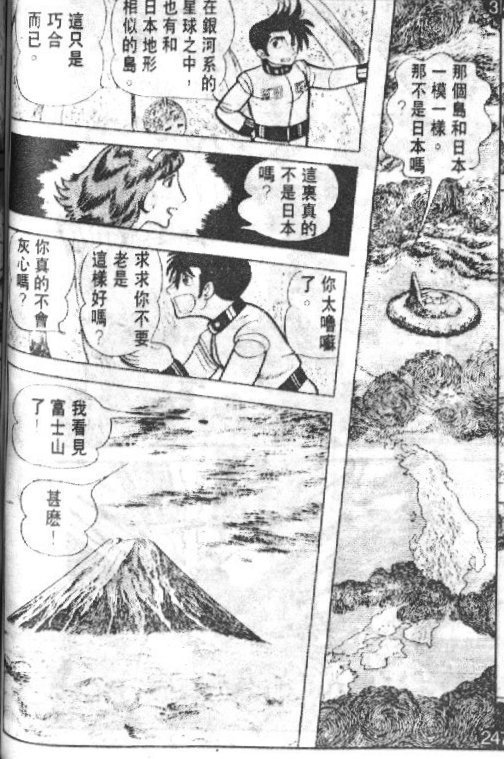 那個島和日本
一模一樣。
那不是日本嗎
?
在銀河系的
星球之中，
也有和
日本地形
相似的島。
這只是
巧合
而已。
這裏真的
不是日本
嗎？
你太嚕囌
了。
求求你不要
老是
這樣好嗎？
你真的不會
灰心嗎？
我看見
富士山
了！
甚麽！
24